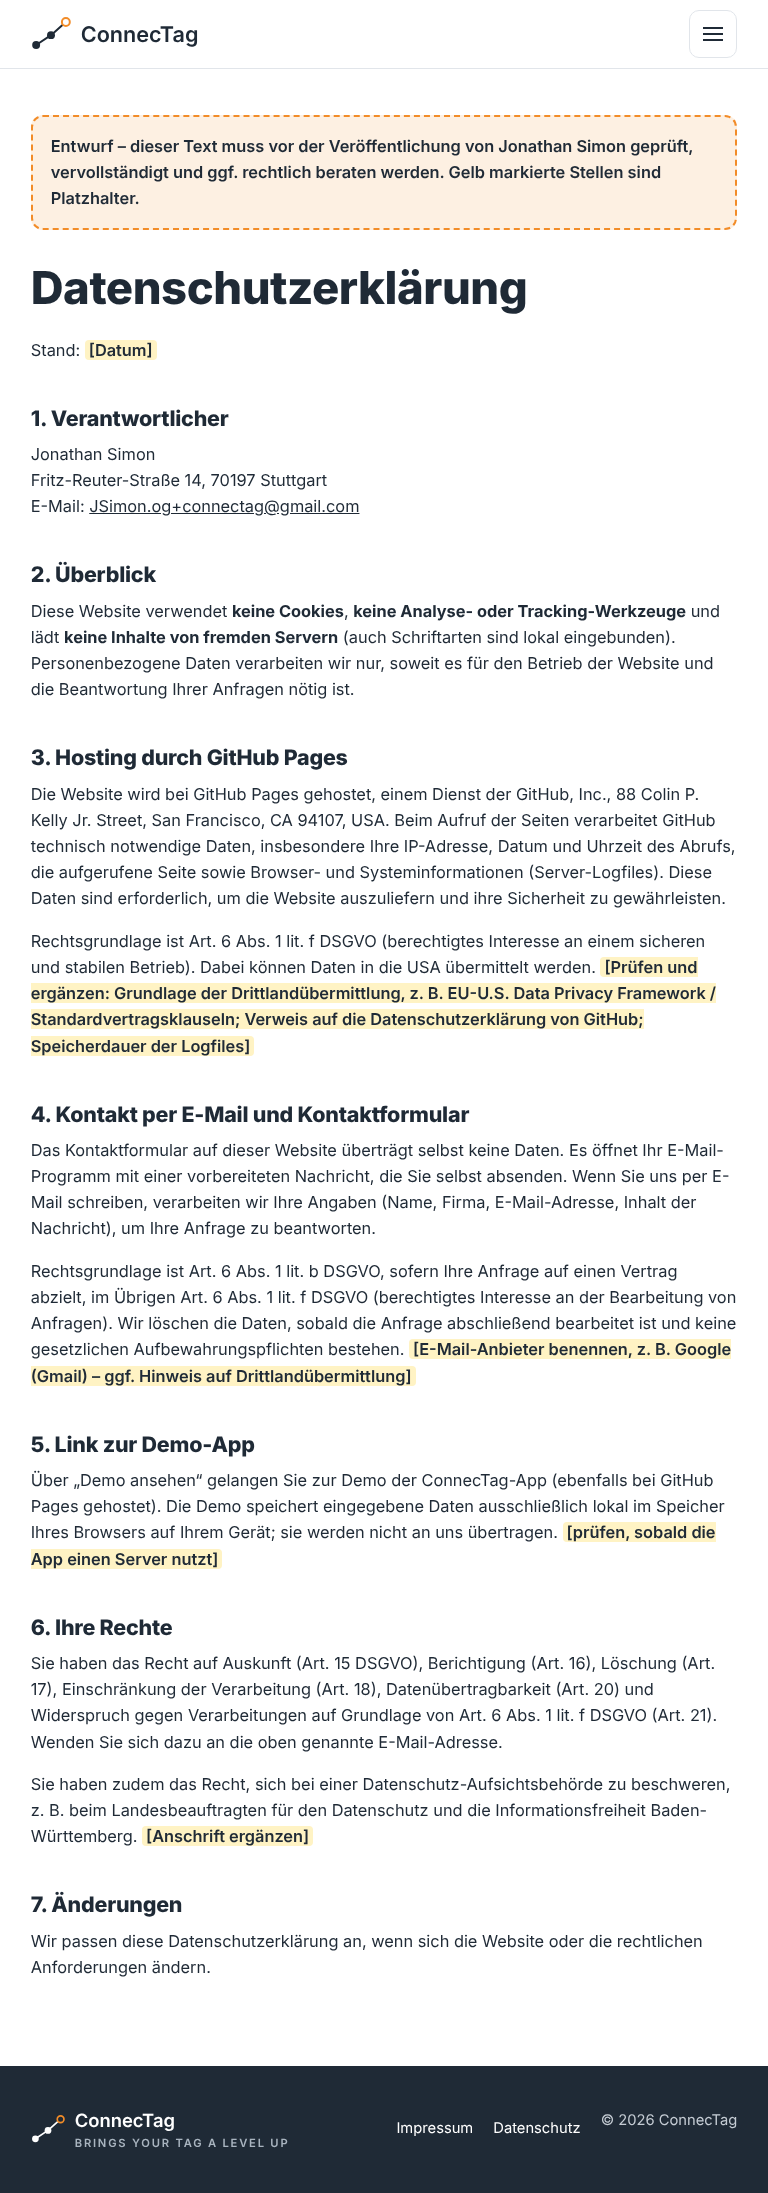 ConnecTag
Entwurf – dieser Text muss vor der Veröffentlichung von Jonathan Simon geprüft,
vervollständigt und ggf. rechtlich beraten werden. Gelb markierte Stellen sind
Platzhalter.
Datenschutzerklärung
Stand: [Datum]
1. Verantwortlicher
Jonathan Simon
Fritz-Reuter-Straße 14, 70197 Stuttgart
E-Mail: JSimon.og+connectag@gmail.com
2. Überblick
Diese Website verwendet keine Cookies, keine Analyse- oder Tracking-Werkzeuge und
lädt keine Inhalte von fremden Servern (auch Schriftarten sind lokal eingebunden).
Personenbezogene Daten verarbeiten wir nur, soweit es für den Betrieb der Website und
die Beantwortung Ihrer Anfragen nötig ist.
3. Hosting durch GitHub Pages
Die Website wird bei GitHub Pages gehostet, einem Dienst der GitHub, Inc., 88 Colin P.
Kelly Jr. Street, San Francisco, CA 94107, USA. Beim Aufruf der Seiten verarbeitet GitHub
technisch notwendige Daten, insbesondere Ihre IP-Adresse, Datum und Uhrzeit des Abrufs,
die aufgerufene Seite sowie Browser- und Systeminformationen (Server-Logfiles). Diese
Daten sind erforderlich, um die Website auszuliefern und ihre Sicherheit zu gewährleisten.
Rechtsgrundlage ist Art. 6 Abs. 1 lit. f DSGVO (berechtigtes Interesse an einem sicheren
und stabilen Betrieb). Dabei können Daten in die USA übermittelt werden. [Prüfen und
ergänzen: Grundlage der Drittlandübermittlung, z. B. EU-U.S. Data Privacy Framework /
Standardvertragsklauseln; Verweis auf die Datenschutzerklärung von GitHub;
Speicherdauer der Logfiles]
4. Kontakt per E-Mail und Kontaktformular
Das Kontaktformular auf dieser Website überträgt selbst keine Daten. Es öffnet Ihr E-Mail-
Programm mit einer vorbereiteten Nachricht, die Sie selbst absenden. Wenn Sie uns per E-
Mail schreiben, verarbeiten wir Ihre Angaben (Name, Firma, E-Mail-Adresse, Inhalt der
Nachricht), um Ihre Anfrage zu beantworten.
Rechtsgrundlage ist Art. 6 Abs. 1 lit. b DSGVO, sofern Ihre Anfrage auf einen Vertrag
abzielt, im Übrigen Art. 6 Abs. 1 lit. f DSGVO (berechtigtes Interesse an der Bearbeitung von
Anfragen). Wir löschen die Daten, sobald die Anfrage abschließend bearbeitet ist und keine
gesetzlichen Aufbewahrungspflichten bestehen. [E-Mail-Anbieter benennen, z. B. Google
(Gmail) – ggf. Hinweis auf Drittlandübermittlung]
5. Link zur Demo-App
Über „Demo ansehen“ gelangen Sie zur Demo der ConnecTag-App (ebenfalls bei GitHub
Pages gehostet). Die Demo speichert eingegebene Daten ausschließlich lokal im Speicher
Ihres Browsers auf Ihrem Gerät; sie werden nicht an uns übertragen. [prüfen, sobald die
App einen Server nutzt]
6. Ihre Rechte
Sie haben das Recht auf Auskunft (Art. 15 DSGVO), Berichtigung (Art. 16), Löschung (Art.
17), Einschränkung der Verarbeitung (Art. 18), Datenübertragbarkeit (Art. 20) und
Widerspruch gegen Verarbeitungen auf Grundlage von Art. 6 Abs. 1 lit. f DSGVO (Art. 21).
Wenden Sie sich dazu an die oben genannte E-Mail-Adresse.
Sie haben zudem das Recht, sich bei einer Datenschutz-Aufsichtsbehörde zu beschweren,
z. B. beim Landesbeauftragten für den Datenschutz und die Informationsfreiheit Baden-
Württemberg. [Anschrift ergänzen]
7. Änderungen
Wir passen diese Datenschutzerklärung an, wenn sich die Website oder die rechtlichen
Anforderungen ändern.
ConnecTag
BRINGS YOUR TAG A LEVEL UP
Impressum Datenschutz © 2026 ConnecTag